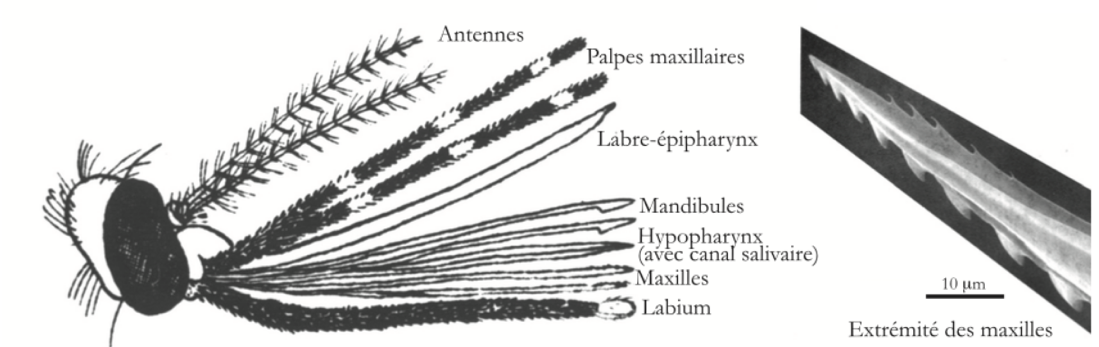 Antennes
Palpes maxillaires
Labre-épipharynx
Mandibules
Hypopharynx
(avec canal salivaire)
Maxilles
Labium
10 µm
Extrémité des maxilles